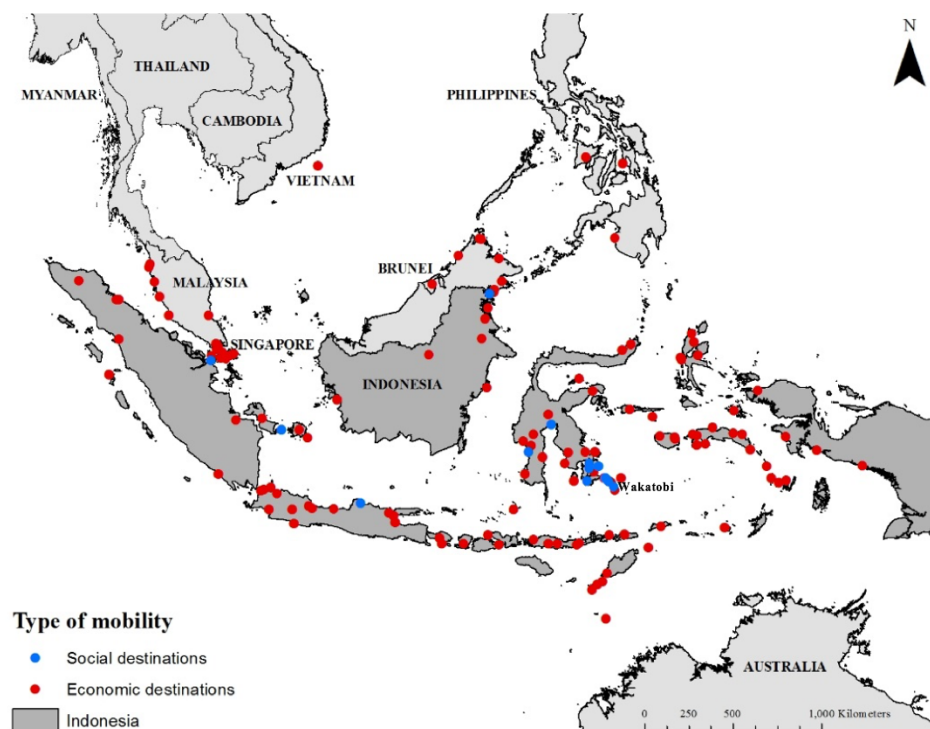 N
THAILAND
MYANMAR
PHILIPPINES
CAMBODIA
VIETNAM
BRUNEI
MALAYSIA
SINGAPORE
INDONESIA
Wakatobi
Type of mobility
Social destinations
Economic destinations
Indonesia
AUSTRALIA
0 250 500 1,000 Kilometers